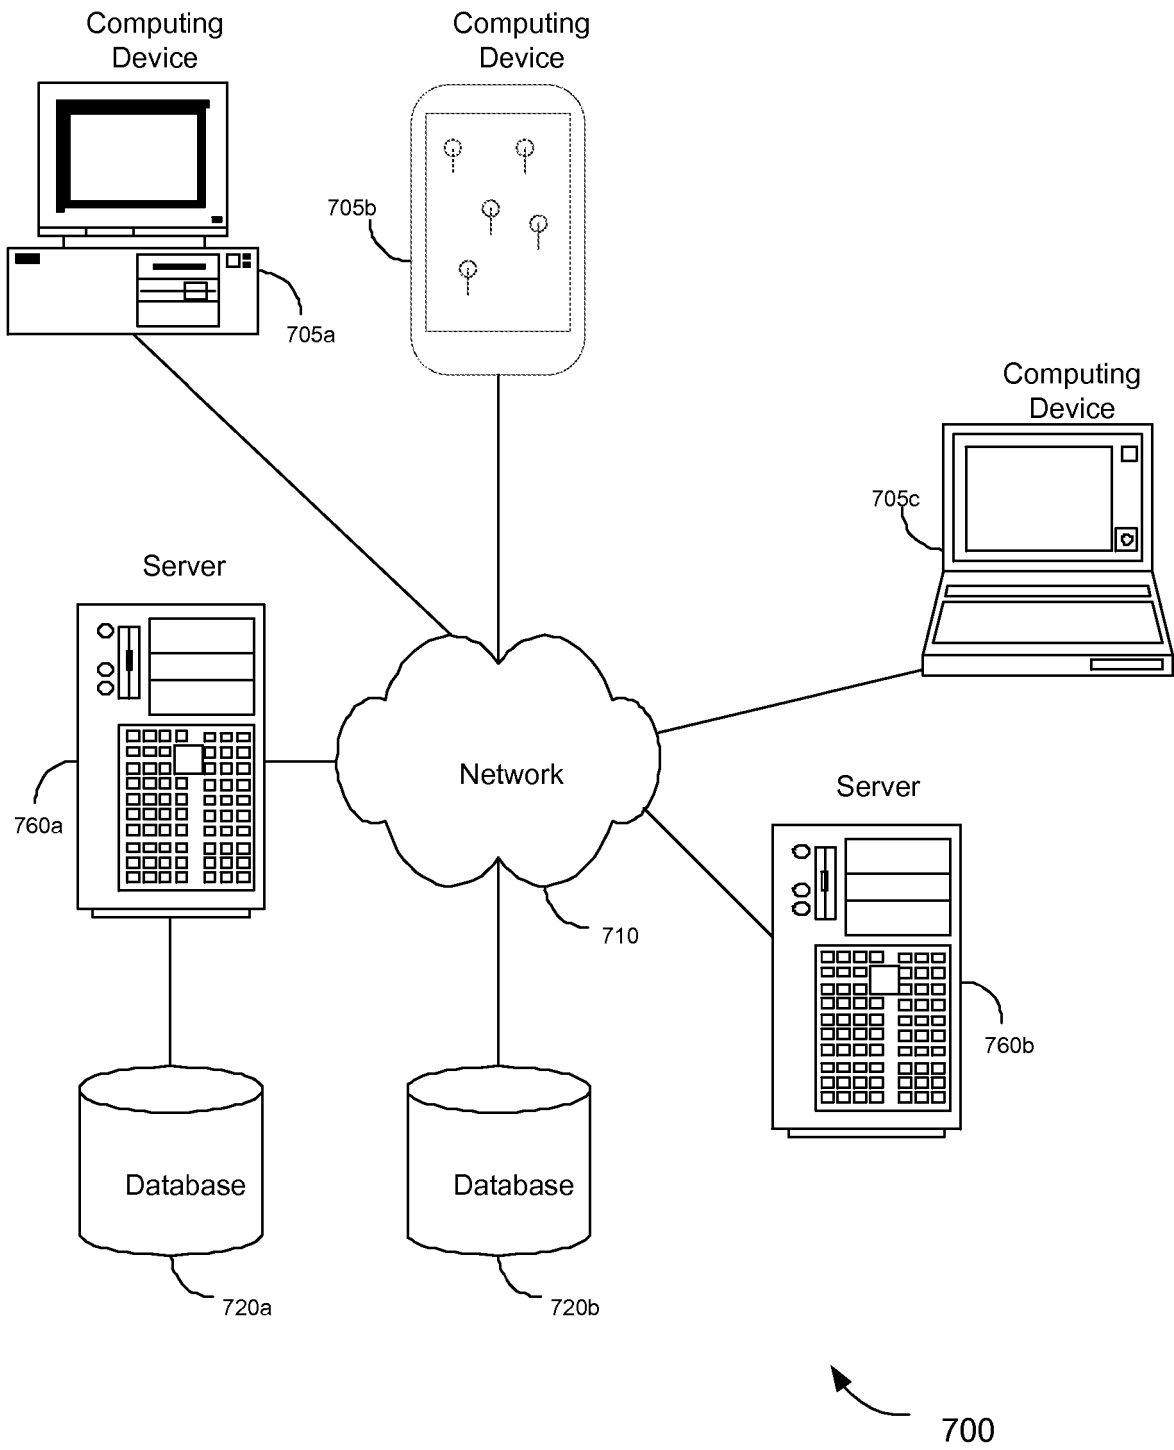 Computing
Device
Computing
Device
705b
705a
Computing
Device
705c
Server
Network
Server
760a
710
760b
Database
Database
720a
720b
700